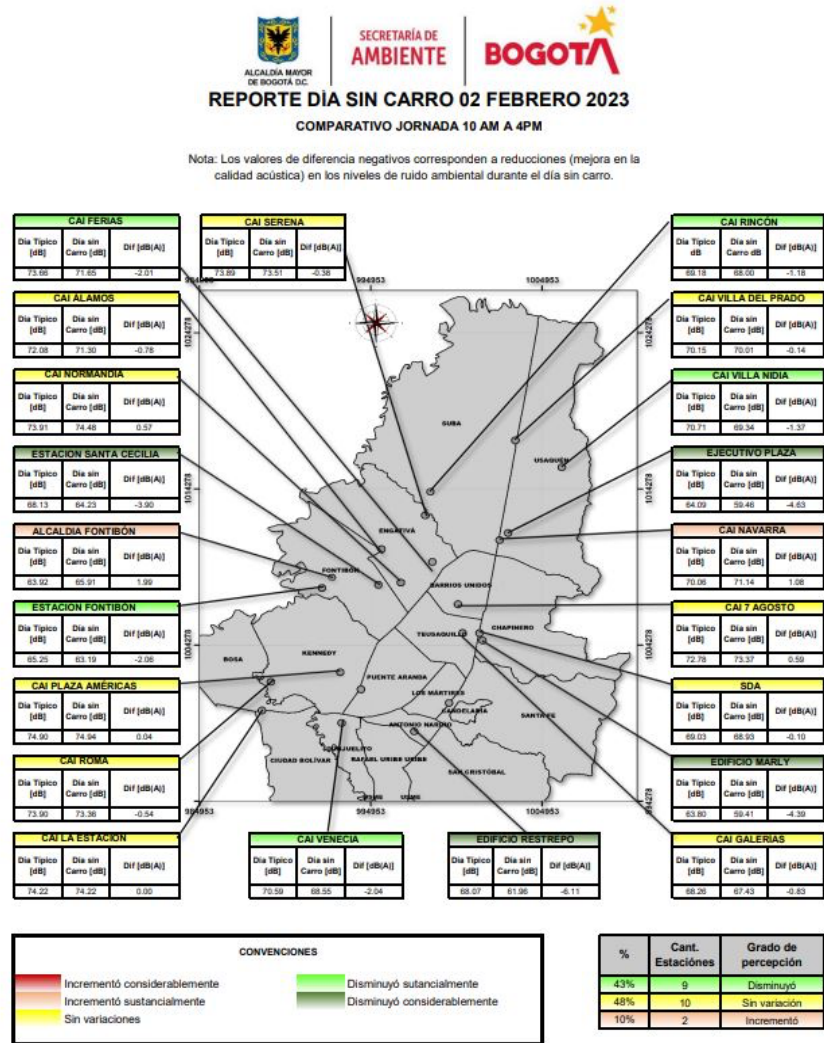 ALCALDÍA MAYOR
DE BOGOTÁ D.C.
SECRETARÍA DE
AMBIENTE
BOGOTÁ
REPORTE DÍA SIN CARRO 02 FEBRERO 2023
COMPARATIVO JORNADA 10 AM A 4PM
Nota: Los valores de diferencia negativos corresponden a reducciones (mejora en la
calidad acústica) en los niveles de ruido ambiental durante el día sin carro.
CAI FERIAS
Día Típico [dB] Día sin Carro [dB] Dif [dB(A)]
73.66 71.65 -2.01
CAI SERENA
Día Típico [dB] Día sin Carro [dB] Dif [dB(A)]
73.89 73.51 -0.38
CAI RINCÓN
Día Típico dB Día sin Carro dB Dif [dB(A)]
69.18 68.00 -1.18
CAI ÁLAMOS
Día Típico [dB] Día sin Carro [dB] Dif [dB(A)]
72.08 71.30 -0.78
CAI VILLA DEL PRADO
Día Típico [dB] Día sin Carro [dB] Dif [dB(A)]
70.15 70.01 -0.14
CAI NORMANDÍA
Día Típico [dB] Día sin Carro [dB] Dif [dB(A)]
73.91 74.48 0.57
CAI VILLA NIDIA
Día Típico [dB] Día sin Carro [dB] Dif [dB(A)]
70.71 69.34 -1.37
ESTACION SANTA CECILIA
Día Típico [dB] Día sin Carro [dB] Dif [dB(A)]
68.13 64.23 -3.90
EJECUTIVO PLAZA
Día Típico [dB] Día sin Carro [dB] Dif [dB(A)]
64.09 59.46 -4.63
ALCALDIA FONTIBÓN
Día Típico [dB] Día sin Carro [dB] Dif [dB(A)]
63.92 65.91 1.99
CAI NAVARRA
Día Típico [dB] Día sin Carro [dB] Dif [dB(A)]
70.06 71.14 1.08
ESTACIÓN FONTIBÓN
Día Típico [dB] Día sin Carro [dB] Dif [dB(A)]
65.25 63.19 -2.06
CAI 7 AGOSTO
Día Típico [dB] Día sin Carro [dB] Dif [dB(A)]
72.78 73.37 0.59
CAI PLAZA AMÉRICAS
Día Típico [dB] Día sin Carro [dB] Dif [dB(A)]
74.90 74.94 0.04
SDA
Día Típico [dB] Día sin Carro [dB] Dif [dB(A)]
69.03 68.93 -0.10
CAI ROMA
Día Típico [dB] Día sin Carro [dB] Dif [dB(A)]
73.90 73.36 -0.54
EDIFICIO MARLY
Día Típico [dB] Día sin Carro [dB] Dif [dB(A)]
63.80 59.41 -4.39
CAI LA ESTACIÓN
Día Típico [dB] Día sin Carro [dB] Dif [dB(A)]
74.22 74.22 0.00
CAI VENECIA
Día Típico [dB] Día sin Carro [dB] Dif [dB(A)]
70.59 68.55 -2.04
EDIFICIO RESTREPO
Día Típico [dB] Día sin Carro [dB] Dif [dB(A)]
68.07 61.96 -6.11
CAI GALERIAS
Día Típico [dB] Día sin Carro [dB] Dif [dB(A)]
68.26 67.43 -0.83
984953 994953 1004953
1024278 1024278
1014278 1014278
1004278 1004278
994278
984953 994953 1004953
SUBA
USAQUÉN
ENGATIVÁ
FONTIBÓN
BARRIOS UNIDOS
TEUSAQUILLO
CHAPINERO
KENNEDY
BOSA
PUENTE ARANDA
LOS MÁRTIRES
CANDELARIA
SANTA FE
ANTONIO NARIÑO
CIUDAD BOLÍVAR
RAFAEL URIBE URIBE
SAN CRISTÓBAL
USME
CONVENCIONES
Incrementó considerablemente
Incrementó sustancialmente
Sin variaciones
Disminuyó sutancialmente
Disminuyó considerablemente
% Cant. Estaciónes Grado de percepción
43% 9 Disminuyó
48% 10 Sin variación
10% 2 Incrementó